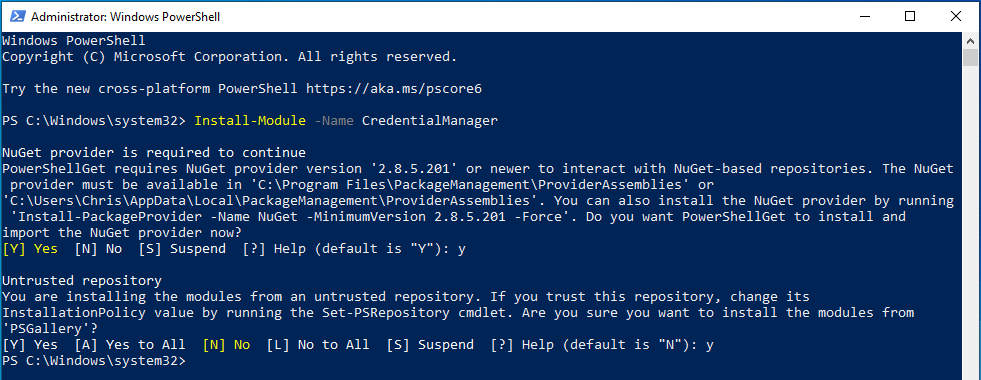 Administrator: Windows PowerShell
Windows PowerShell
Copyright (C) Microsoft Corporation. All rights reserved.
Try the new cross-platform PowerShell https://aka.ms/pscore6
PS C:\Windows\system32> Install-Module -Name CredentialManager
NuGet provider is required to continue
PowerShellGet requires NuGet provider version '2.8.5.201' or newer to interact with NuGet-based repositories. The NuGet
provider must be available in 'C:\Program Files\PackageManagement\ProviderAssemblies' or
'C:\Users\Chris\AppData\Local\PackageManagement\ProviderAssemblies'. You can also install the NuGet provider by running
'Install-PackageProvider -Name NuGet -MinimumVersion 2.8.5.201 -Force'. Do you want PowerShellGet to install and
import the NuGet provider now?
[Y] Yes  [N] No  [S] Suspend  [?] Help (default is "Y"): y
Untrusted repository
You are installing the modules from an untrusted repository. If you trust this repository, change its
InstallationPolicy value by running the Set-PSRepository cmdlet. Are you sure you want to install the modules from
'PSGallery'?
[Y] Yes  [A] Yes to All  [N] No  [L] No to All  [S] Suspend  [?] Help (default is "N"): y
PS C:\Windows\system32>